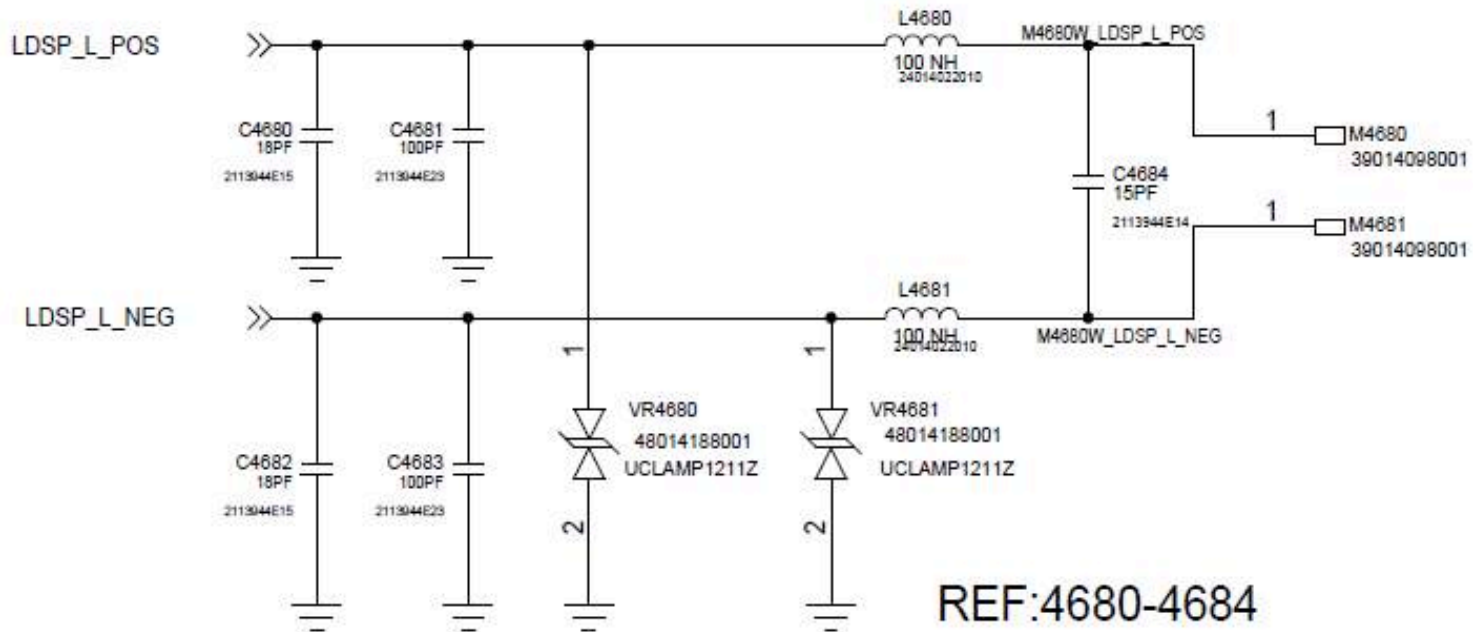 L4680
LDSP_L_POS
M4680W_LDSP_L_POS
100 NH
24014022010
C4680
18PF
2113944E15
C4681
100PF
2113944E23
1
M4680
39014098001
C4684
15PF
2113944E14
1
M4681
39014098001
L4681
LDSP_L_NEG
100 NH
24014022010
M4680W_LDSP_L_NEG
1
1
VR4680
48014188001
UCLAMP1211Z
VR4681
48014188001
UCLAMP1211Z
C4682
18PF
2113944E15
C4683
100PF
2113944E23
2
2
REF:4680-4684